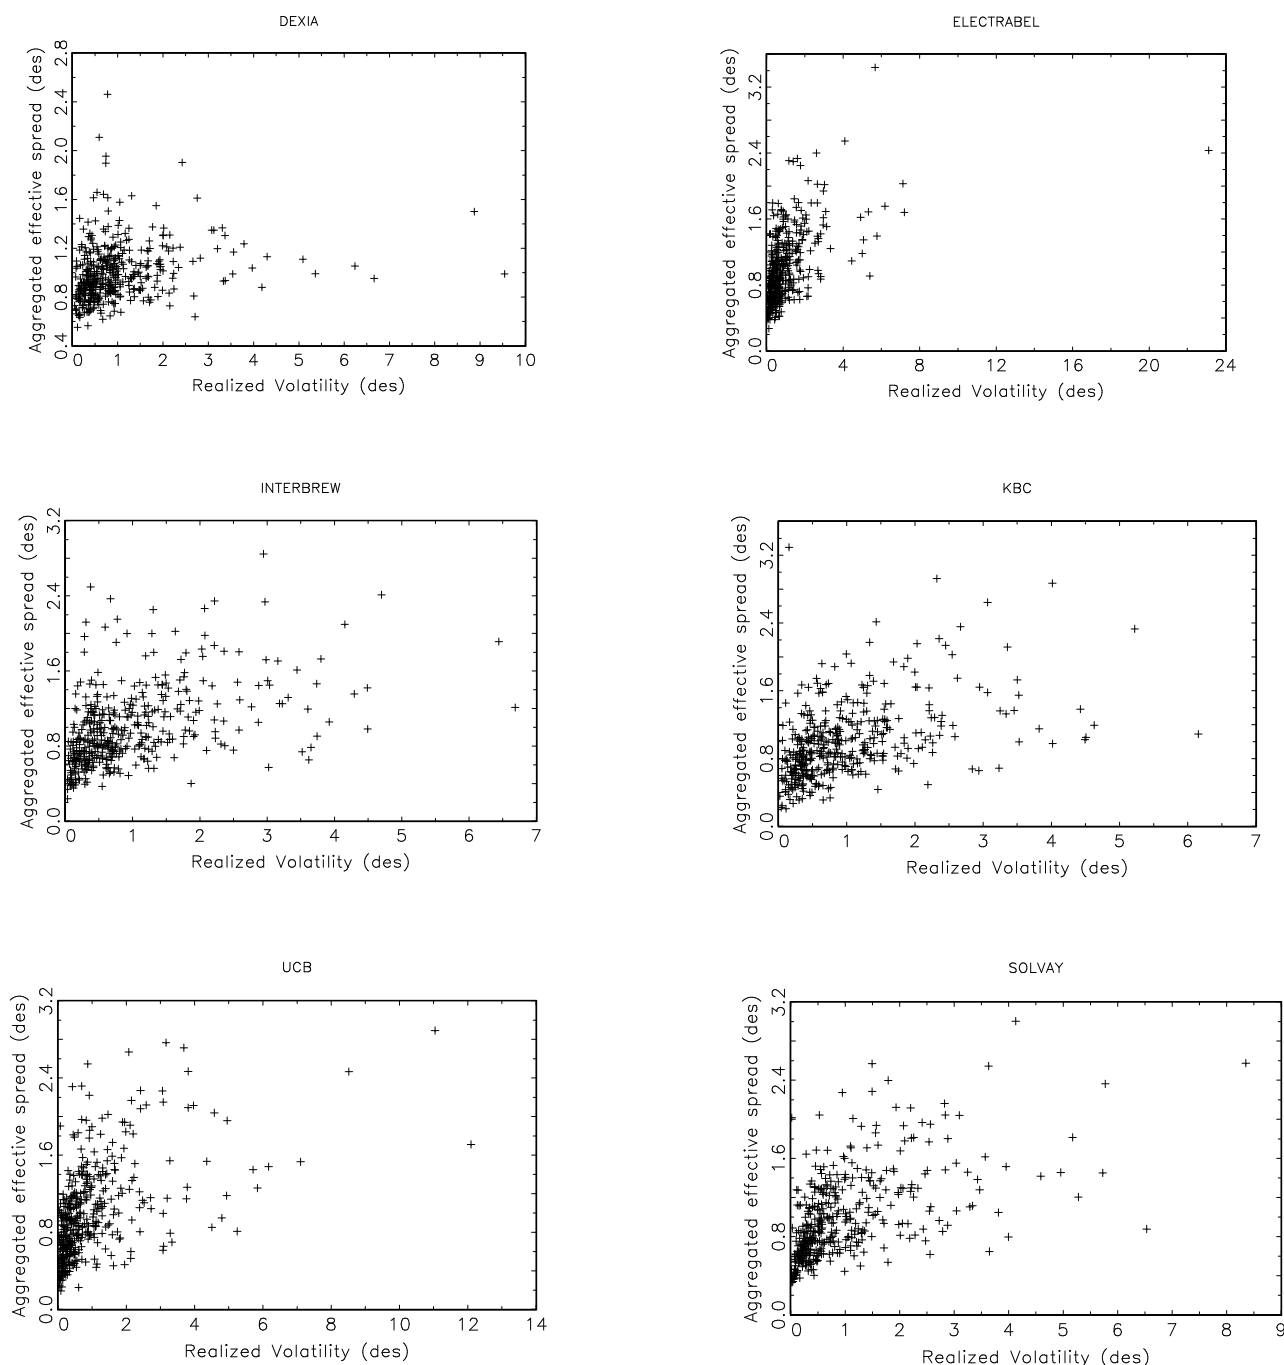 DEXIA
Aggregated effective spread (des)
2.8
2.4
2.0
1.6
1.2
0.8
0.4
0 1 2 3 4 5 6 7 8 9 10
Realized Volatility (des)
ELECTRABEL
Aggregated effective spread (des)
3.2
2.4
1.6
0.8
0.0
0 4 8 12 16 20 24
Realized Volatility (des)
INTERBREW
Aggregated effective spread (des)
3.2
2.4
1.6
0.8
0.0
0 1 2 3 4 5 6 7
Realized Volatility (des)
KBC
Aggregated effective spread (des)
3.2
2.4
1.6
0.8
0.0
0 1 2 3 4 5 6 7
Realized Volatility (des)
UCB
Aggregated effective spread (des)
3.2
2.4
1.6
0.8
0.0
0 2 4 6 8 10 12 14
Realized Volatility (des)
SOLVAY
Aggregated effective spread (des)
3.2
2.4
1.6
0.8
0.0
0 1 2 3 4 5 6 7 8 9
Realized Volatility (des)